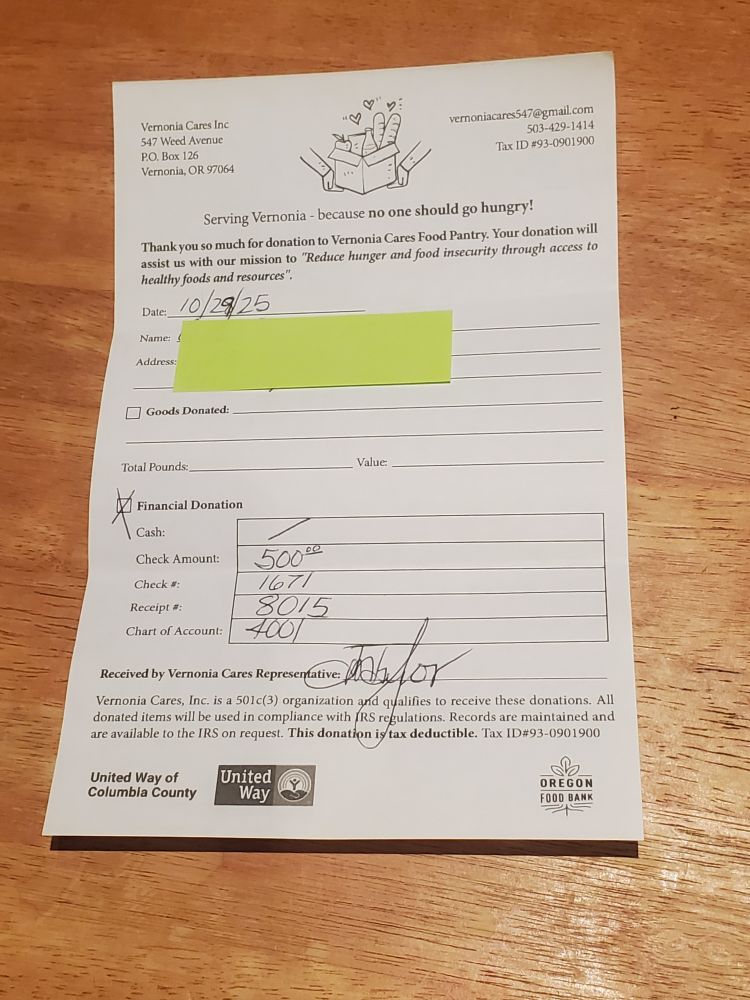 Vernonia Cares Inc
547 Weed Avenue
P.O. Box 126
Vernonia, OR 97064
vernoniacares547@gmail.com
503-429-1414
Tax ID #93-0901900
Serving Vernonia - because no one should go hungry!
Thank you so much for donation to Vernonia Cares Food Pantry. Your donation will
assist us with our mission to "Reduce hunger and food insecurity through access to
healthy foods and resources".
Date: 10/29/25
Name:
Address:
Goods Donated:
Total Pounds: Value:
Financial Donation
Cash:
Check Amount: 500 00
Check #: 1671
Receipt #: 8015
Chart of Account: 4001
Received by Vernonia Cares Representative:
Vernonia Cares, Inc. is a 501c(3) organization and qualifies to receive these donations. All
donated items will be used in compliance with IRS regulations. Records are maintained and
are available to the IRS on request. This donation is tax deductible. Tax ID#93-0901900
United Way of
Columbia County
United
Way
OREGON
FOOD BANK